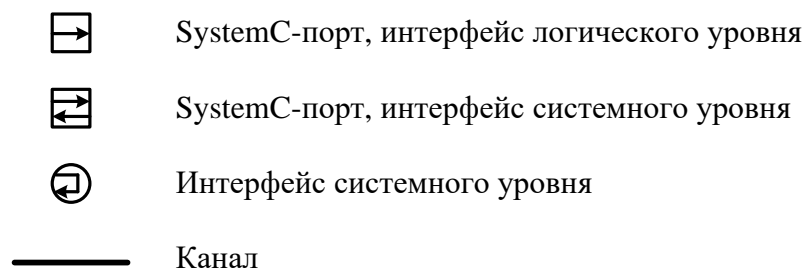 SystemC-порт, интерфейс логического уровня
SystemC-порт, интерфейс системного уровня
Интерфейс системного уровня
Канал